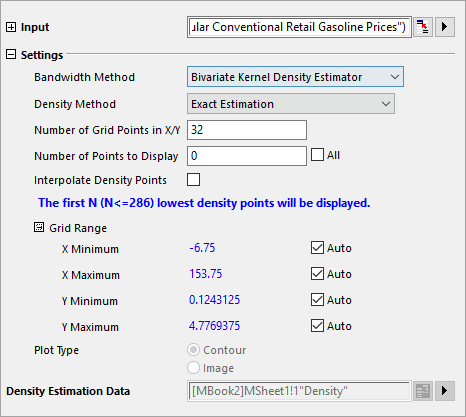 Input ular Conventional Retail Gasoline Prices")
Settings
Bandwidth Method Bivariate Kernel Density Estimator
Density Method Exact Estimation
Number of Grid Points in X/Y 32
Number of Points to Display 0 All
Interpolate Density Points
The first N (N<=286) lowest density points will be displayed.
Grid Range
X Minimum -6.75 Auto
X Maximum 153.75 Auto
Y Minimum 0.1243125 Auto
Y Maximum 4.7769375 Auto
Plot Type Contour
Image
Density Estimation Data [MBook2]MSheet1!1"Density"